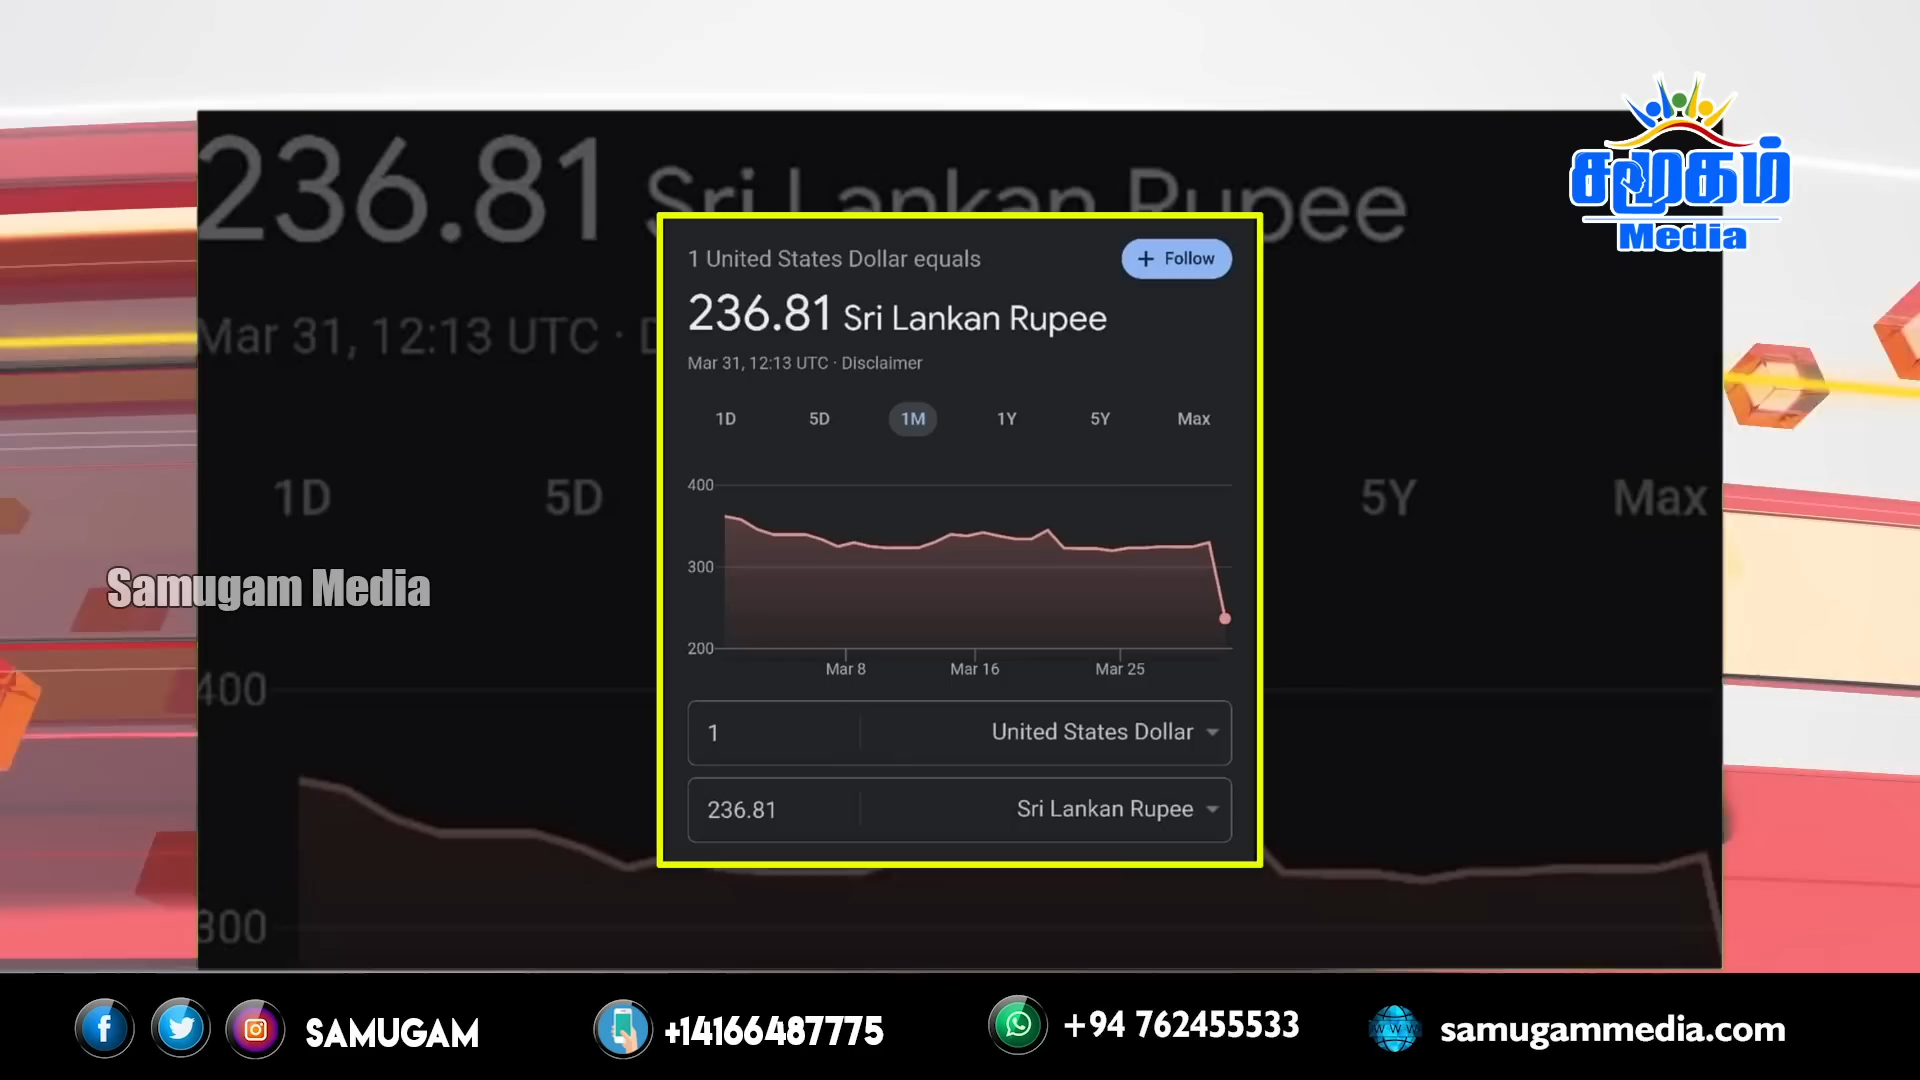 236.81 Sri Lankan Rupee
Mar 31, 12:13 UTC ·
1D
5D
5Y
Max
400
300
சமூகம்
Media
1 United States Dollar equals
+ Follow
236.81 Sri Lankan Rupee
Mar 31, 12:13 UTC · Disclaimer
1D 5D 1M 1Y 5Y Max
400
300
200
Mar 8 Mar 16 Mar 25
1 United States Dollar
236.81 Sri Lankan Rupee
Samugam Media
SAMUGAM +14166487775 +94 762455533 www samugammedia.com